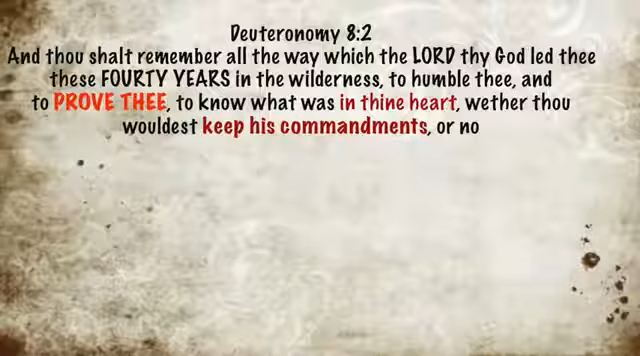 Deuteronomy 8:2
And thou shalt remember all the way which the LORD thy God led thee
these FOURTY YEARS in the wilderness, to humble thee, and
to PROVE THEE, to know what was in thine heart, wether thou
wouldest keep his commandments, or no